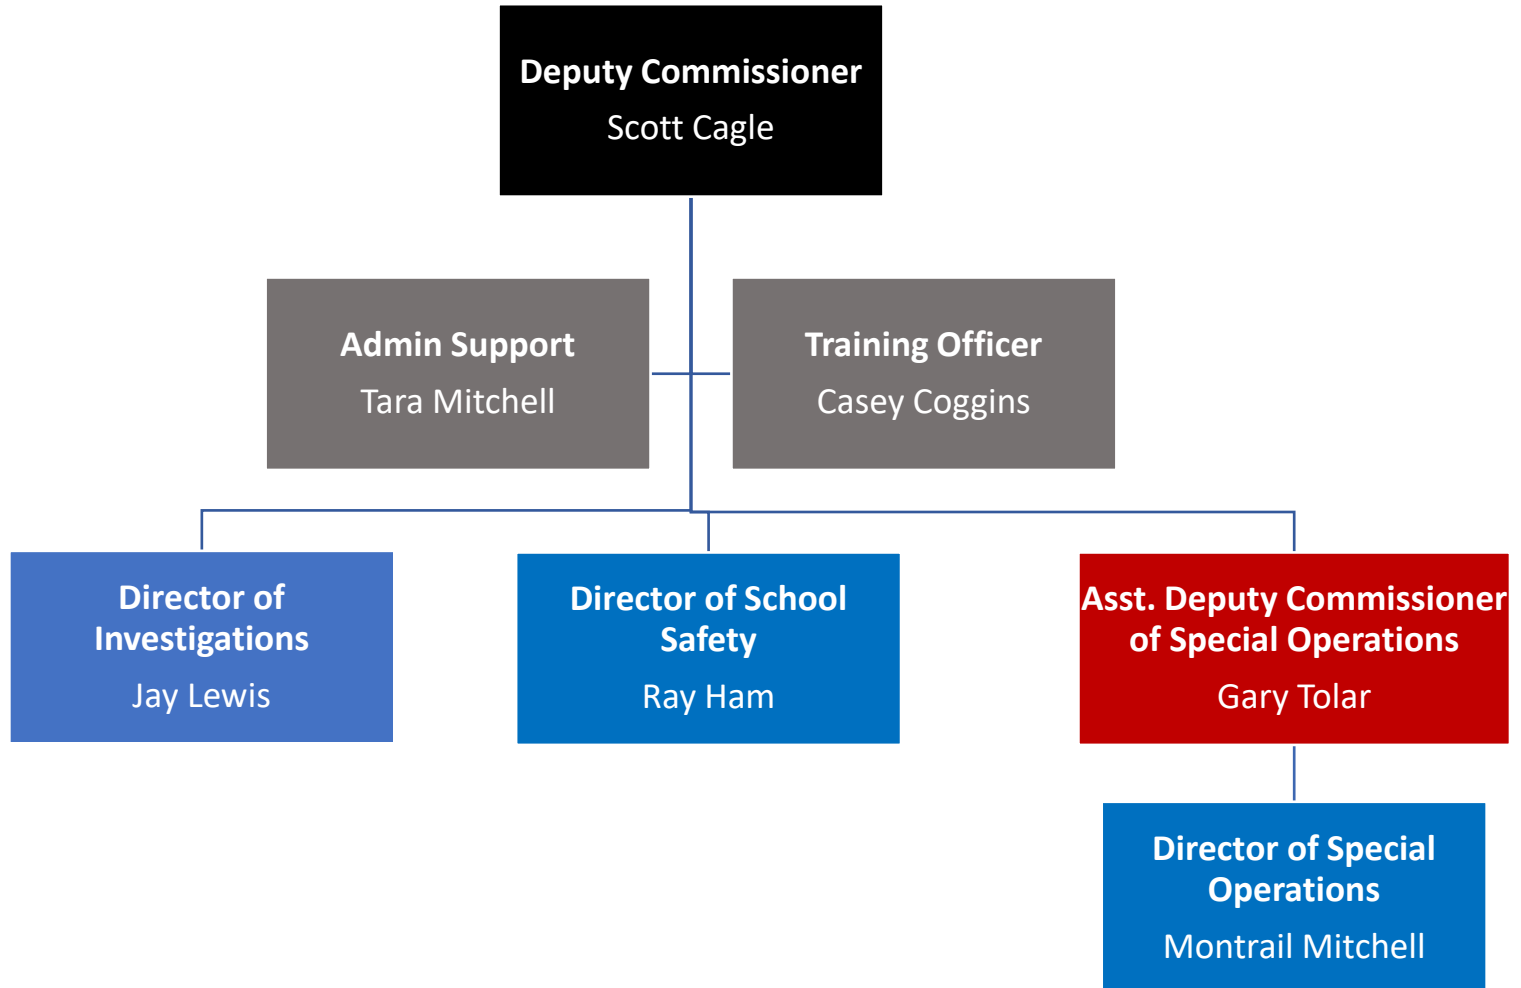 Deputy Commissioner
Scott Cagle
Admin Support
Tara Mitchell
Training Officer
Casey Coggins
Director of
Investigations
Jay Lewis
Director of School
Safety
Ray Ham
Asst. Deputy Commissioner
of Special Operations
Gary Tolar
Director of Special
Operations
Montrail Mitchell